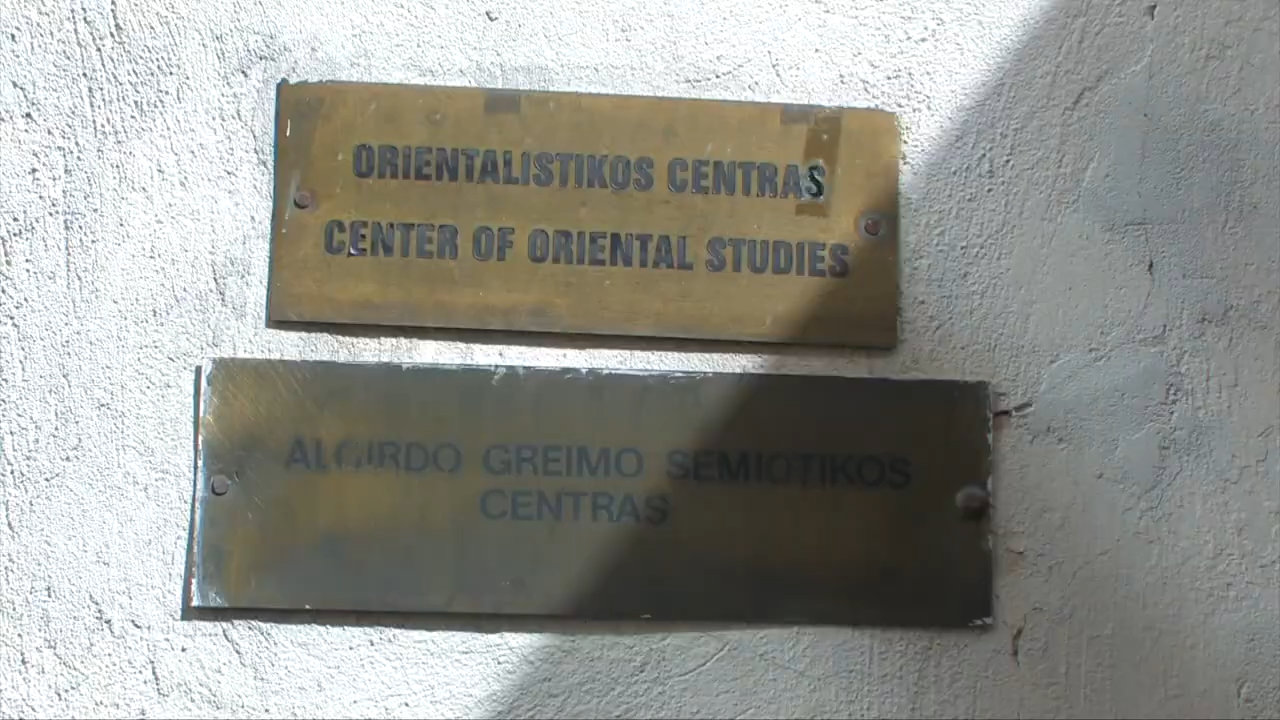 ORIENTALISTIKOS CENTRAS
CENTER OF ORIENTAL STUDIES
ALGIRDO GREIMO SEMIOTIKOS
CENTRAS